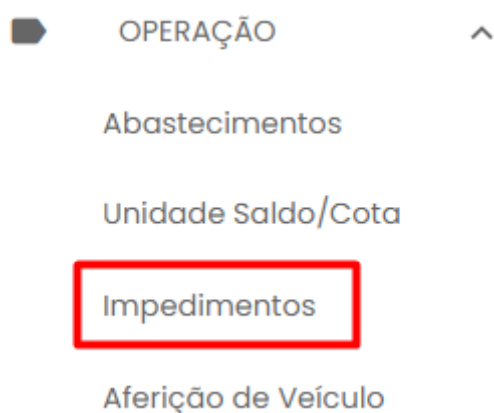 OPERAÇÃO
Abastecimentos
Unidade Saldo/Cota
Impedimentos
Aferição de Veículo